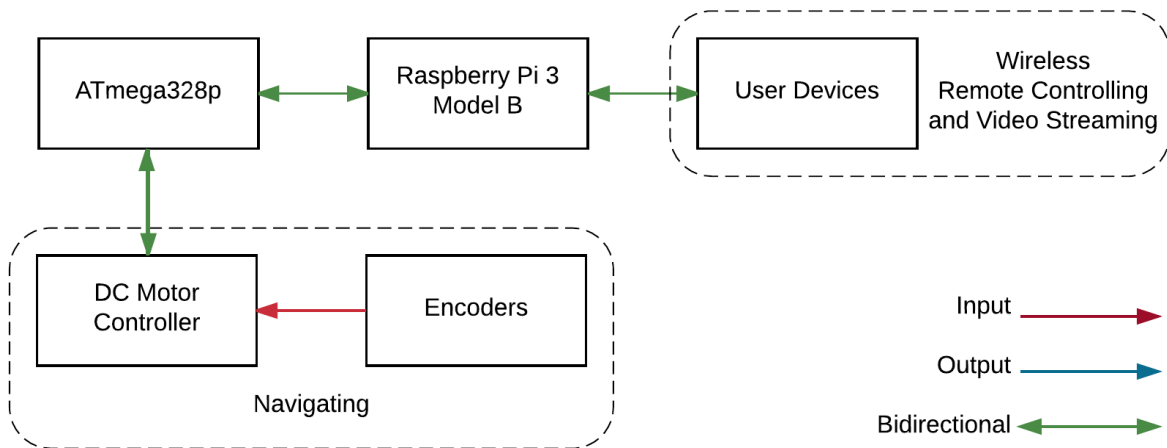 ATmega328p
Raspberry Pi 3
Model B
User Devices
Wireless
Remote Controlling
and Video Streaming
DC Motor
Controller
Encoders
Navigating
Input
Output
Bidirectional